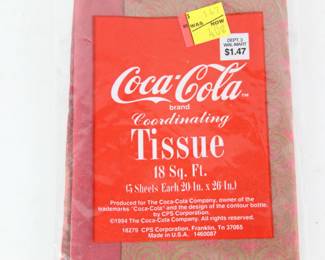 WAS
NOW
DEPT. 3
WAL-MART
$1.47
Coca-Cola™
brand
Coordinating
Tissue
18 Sq. Ft.
(5 Sheets Each 20 In. x 26 In.)
Produced for The Coca-Cola Company, owner of the
trademarks "Coca-Cola" and the design of the contour bottle,
by CPS Corporation.
©1994 The Coca-Cola Company. All rights reserved.
16279 CPS Corporation, Franklin, Tn 37065
Made in U.S.A. 1460087